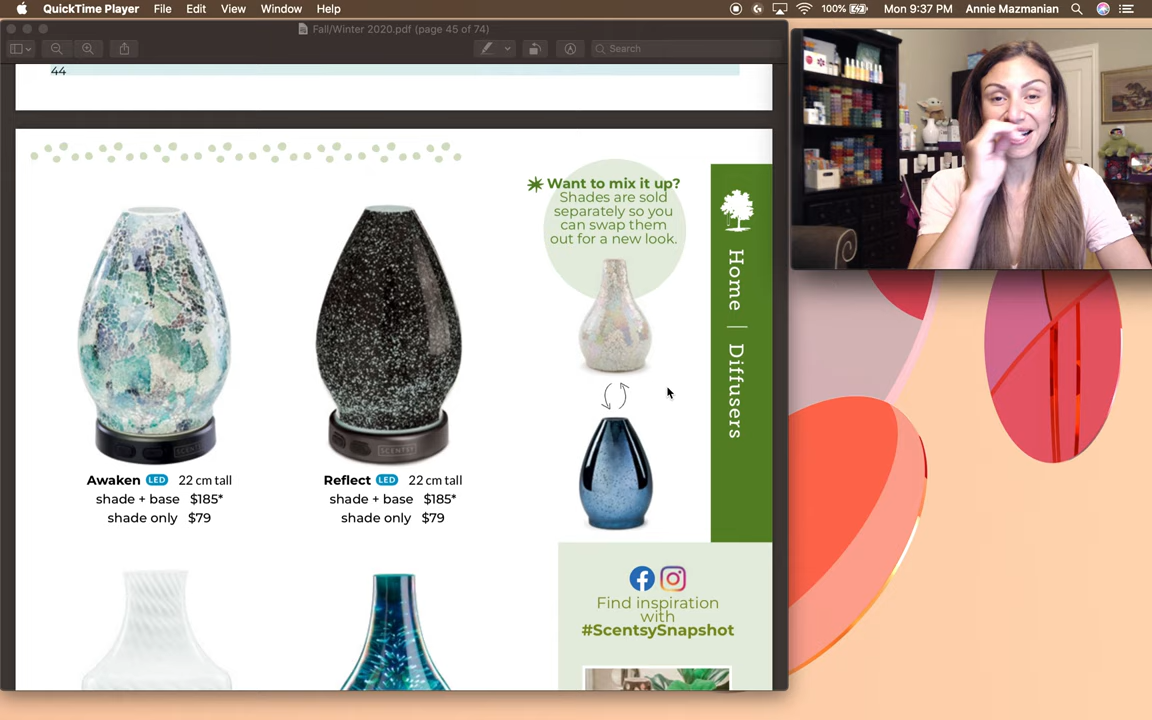 QuickTime Player File Edit View Window Help
100% Mon 9:37 PM Annie Mazmanian
Fall/Winter 2020.pdf (page 45 of 74)
Search
44
Want to mix it up?
Shades are sold
separately so you
can swap them
out for a new look.
Home | Diffusers
SCENTSY
SCENTSY
Awaken LED 22 cm tall
shade + base $185*
shade only $79
Reflect LED 22 cm tall
shade + base $185*
shade only $79
Find inspiration
with
#ScentsySnapshot